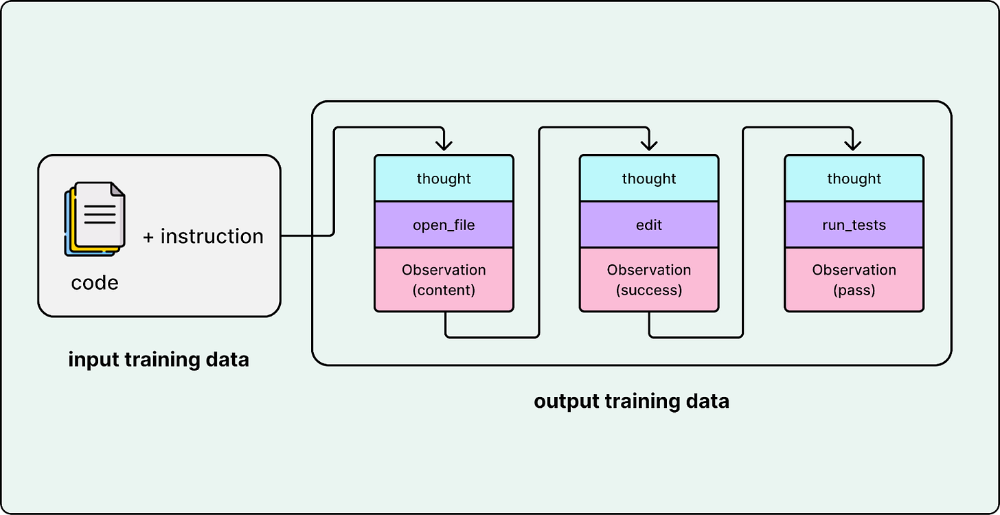 + instruction
code
input training data
thought
open_file
Observation
(content)
thought
edit
Observation
(success)
thought
run_tests
Observation
(pass)
output training data